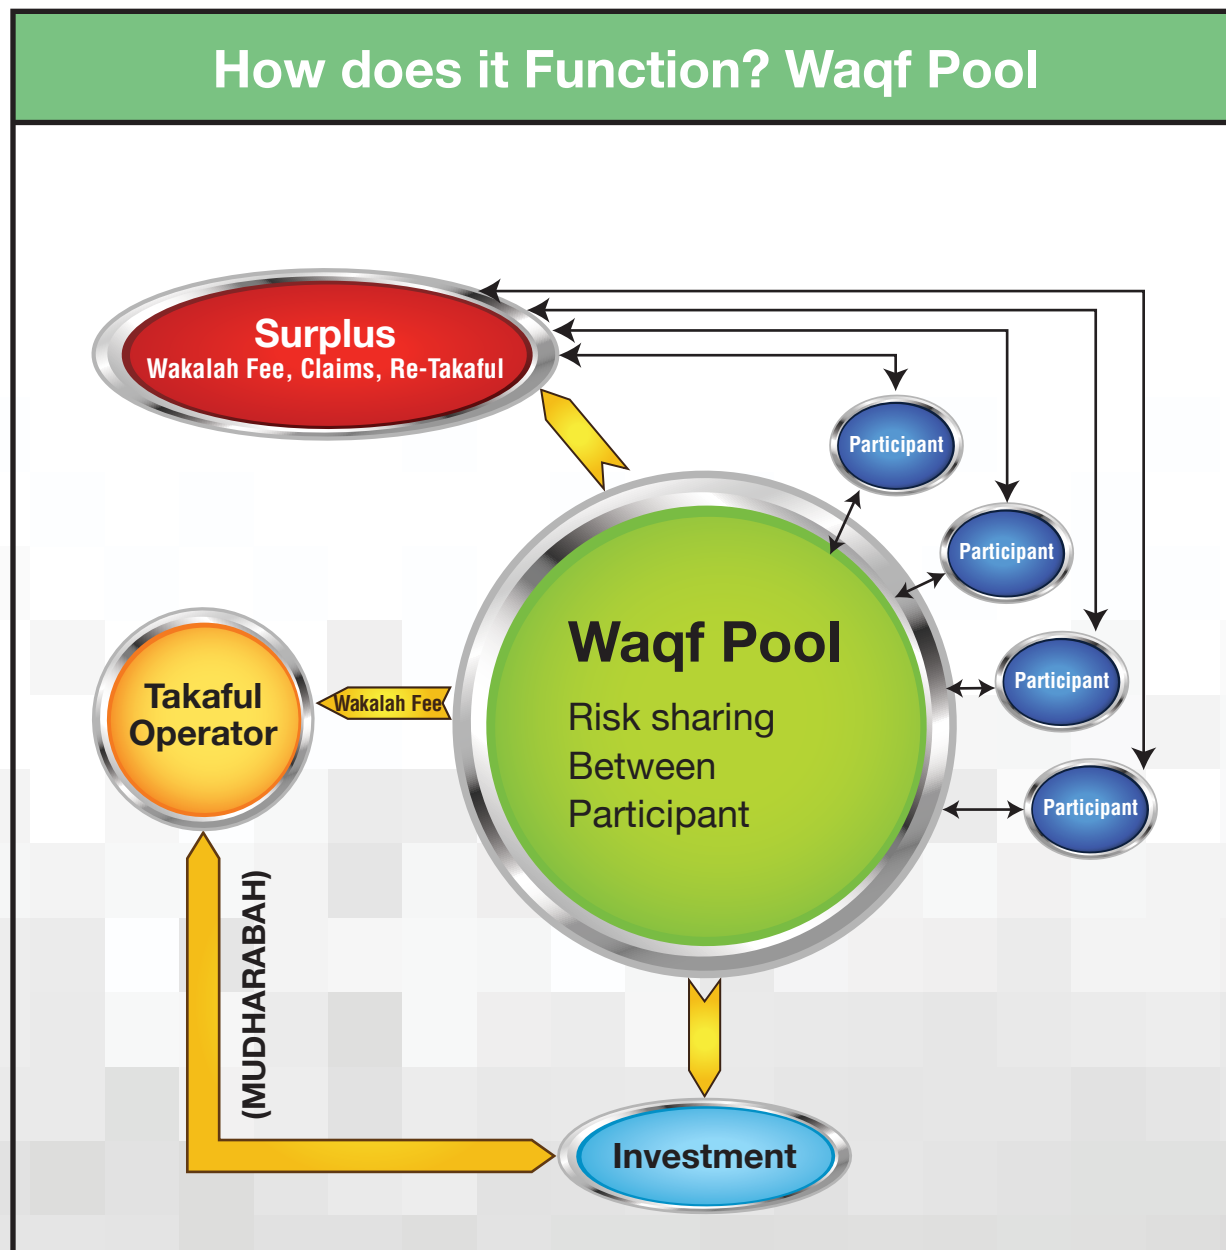 How does it Function? Waqf Pool
Surplus
Wakalah Fee, Claims, Re-Takaful
Participant
Participant
Participant
Participant
Waqf Pool
Risk sharing
Between
Participant
Wakalah Fee
Takaful
Operator
(MUDHARABAH)
Investment